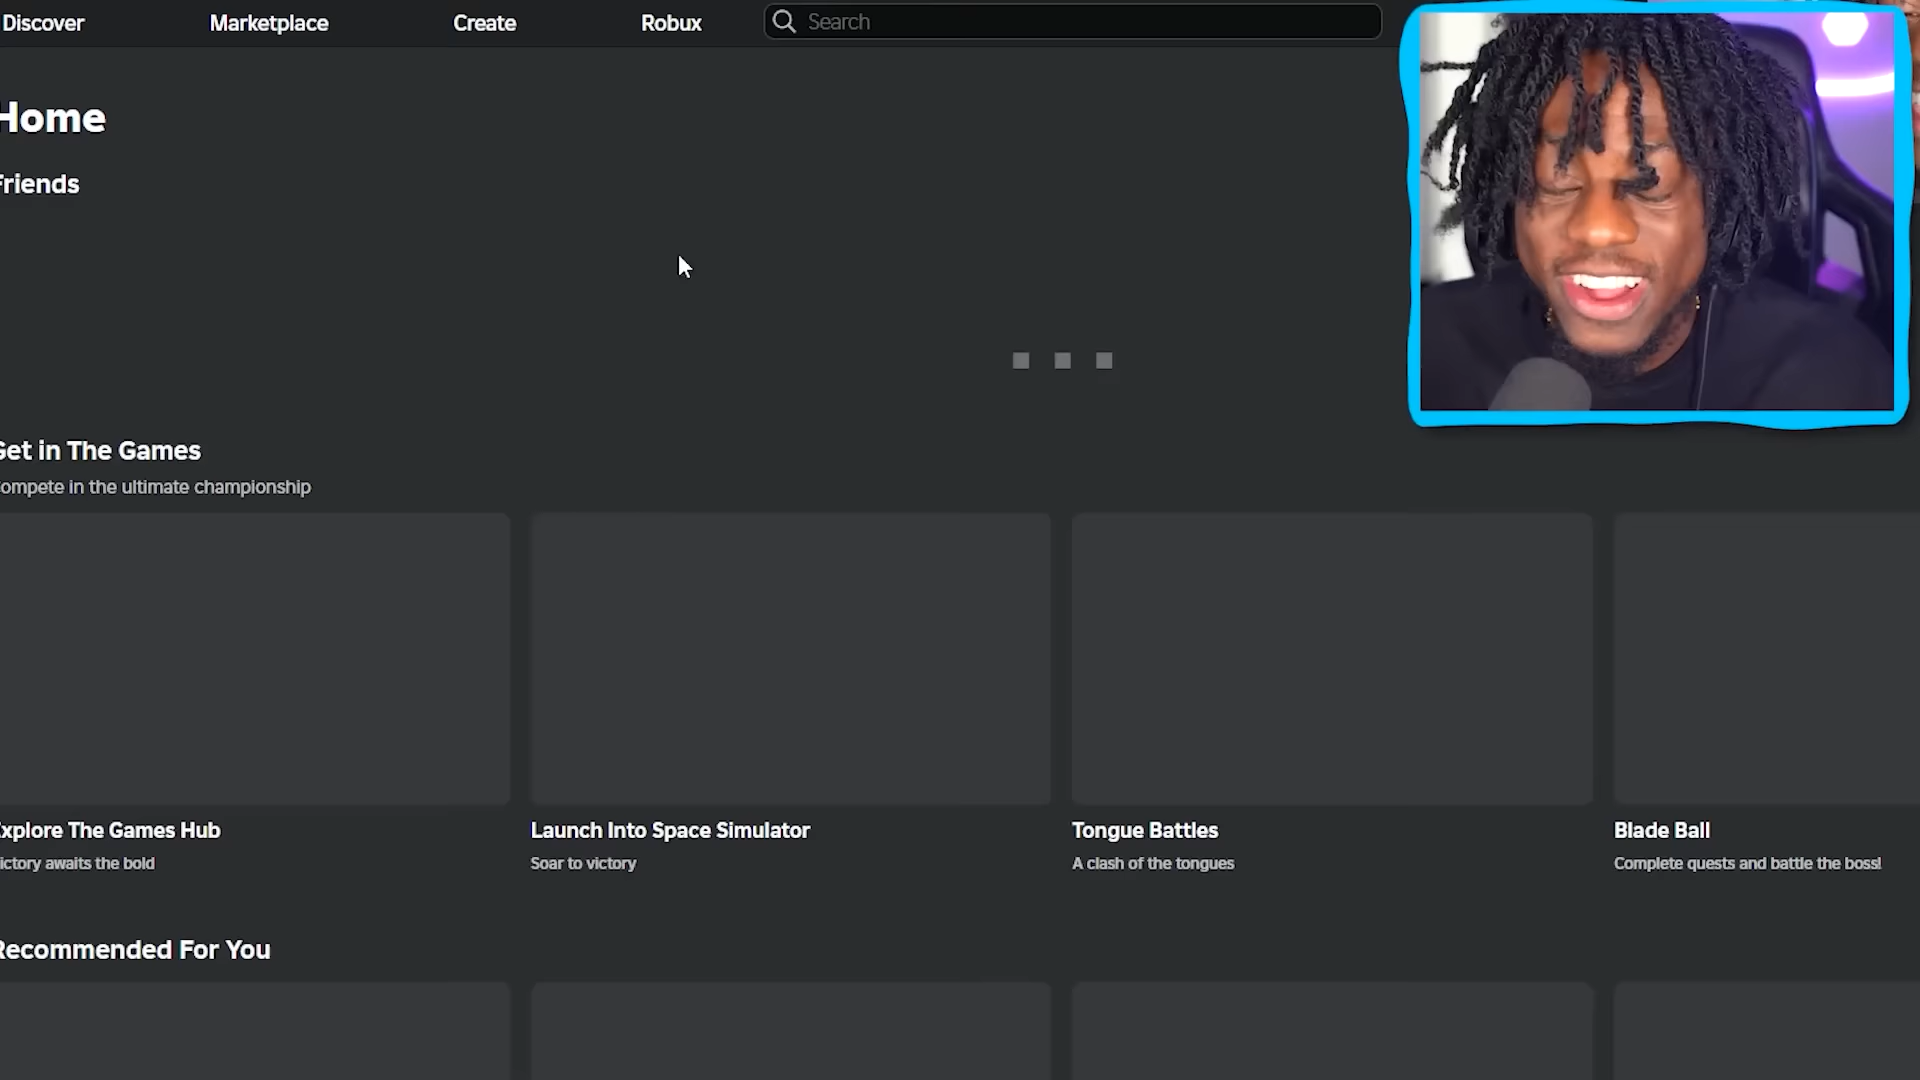 Discover Marketplace Create Robux Search
Home
Friends
Get in The Games
ompete in the ultimate championship
Explore The Games Hub Launch Into Space Simulator Tongue Battles Blade Ball
ictory awaits the bold Soar to victory A clash of the tongues Complete quests and battle the boss!
Recommended For You